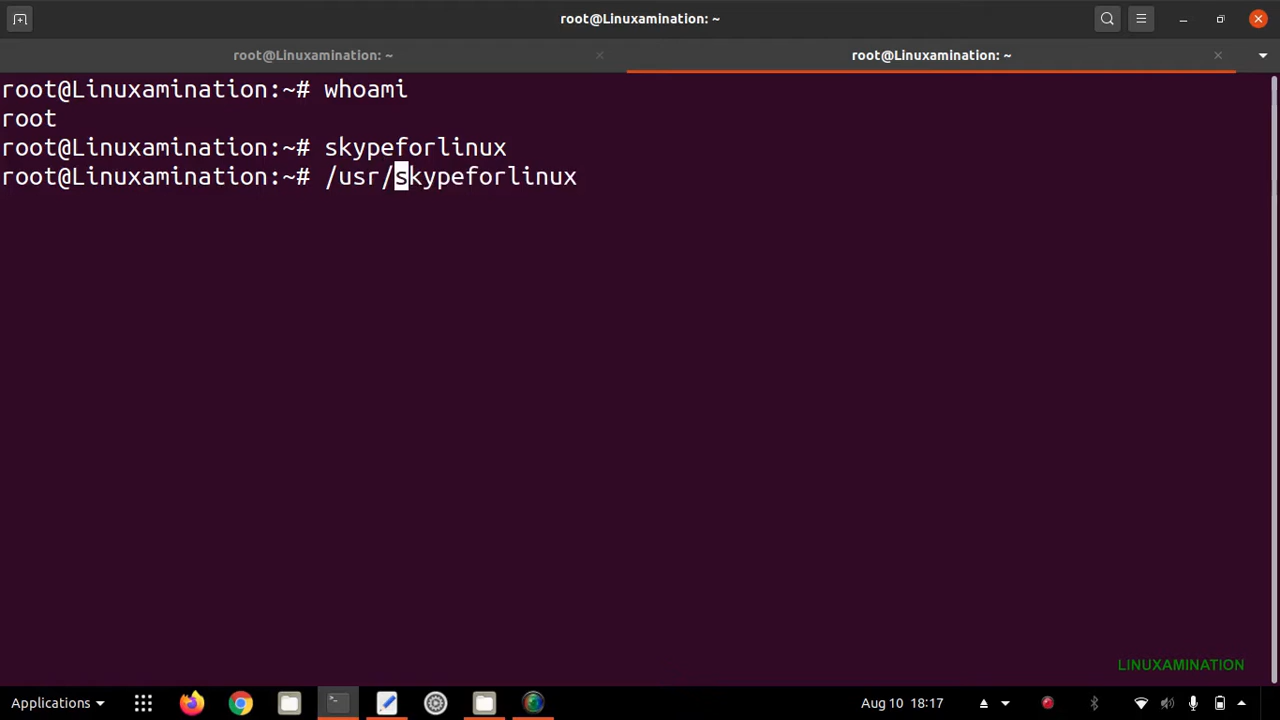 root@Linuxamination: ~
root@Linuxamination: ~
root@Linuxamination: ~
root@Linuxamination:~# whoami
root
root@Linuxamination:~# skypeforlinux
root@Linuxamination:~# /usr/skypeforlinux
LINUXAMINATION
Applications
Aug 10 18:17